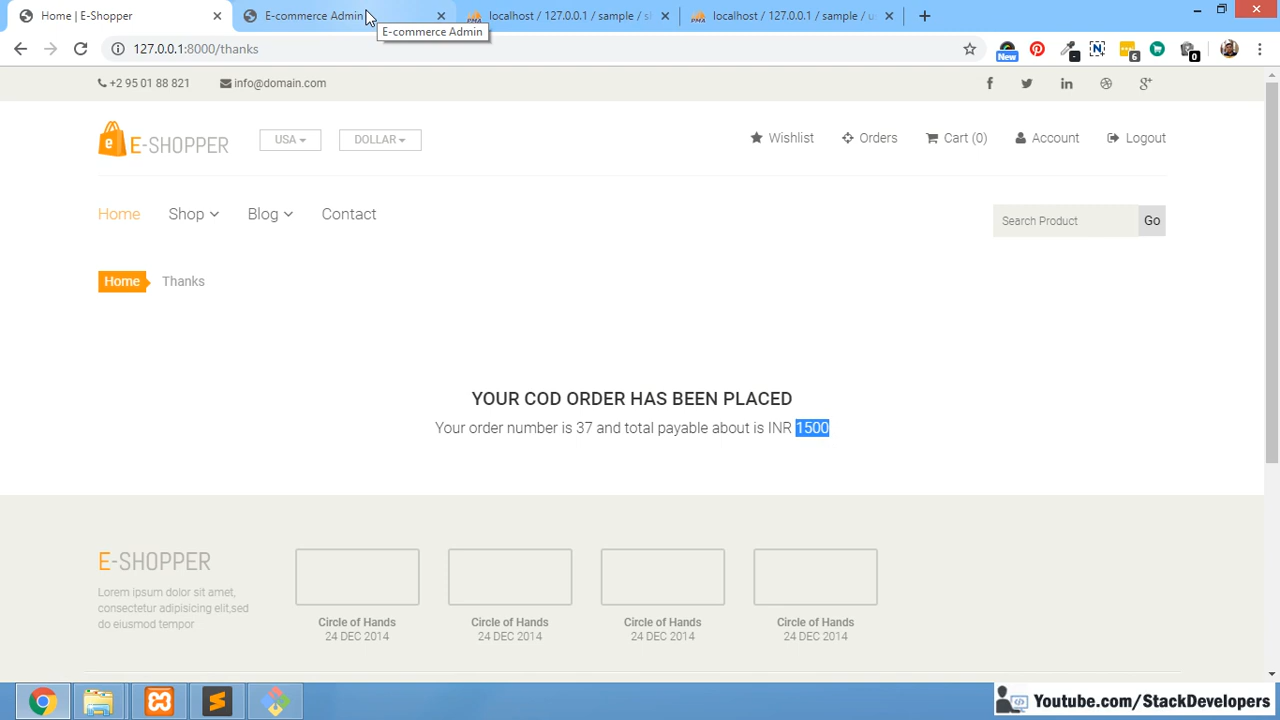 Home | E-Shopper
E-commerce Admin
localhost / 127.0.0.1 / sample / s
localhost / 127.0.0.1 / sample / u
E-commerce Admin
127.0.0.1:8000/thanks
New
6
0
+2 95 01 88 821
info@domain.com
E-SHOPPER
USA
DOLLAR
Wishlist
Orders
Cart (0)
Account
Logout
Home
Shop
Blog
Contact
Search Product
Go
Home
Thanks
YOUR COD ORDER HAS BEEN PLACED
Your order number is 37 and total payable about is INR 1500
E-SHOPPER
Lorem ipsum dolor sit amet,
consectetur adipisicing elit,sed
do eiusmod tempor
Circle of Hands
24 DEC 2014
Circle of Hands
24 DEC 2014
Circle of Hands
24 DEC 2014
Circle of Hands
24 DEC 2014
Youtube.com/StackDevelopers